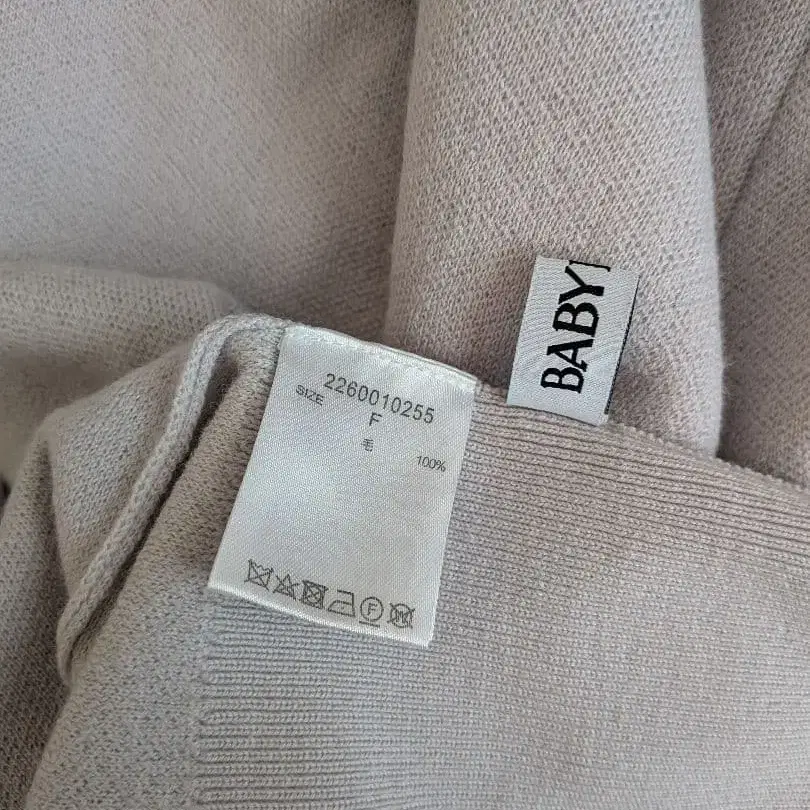 2260010255
SIZE F
毛 100%
F
W
BABY